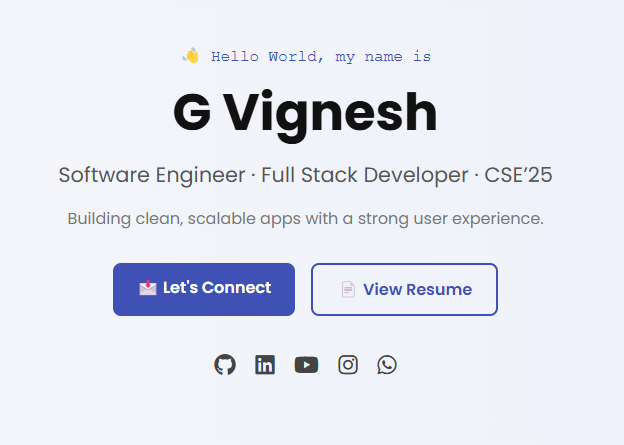 👋 Hello World, my name is
G Vignesh
Software Engineer · Full Stack Developer · CSE’25
Building clean, scalable apps with a strong user experience.
📩 Let's Connect
📄 View Resume